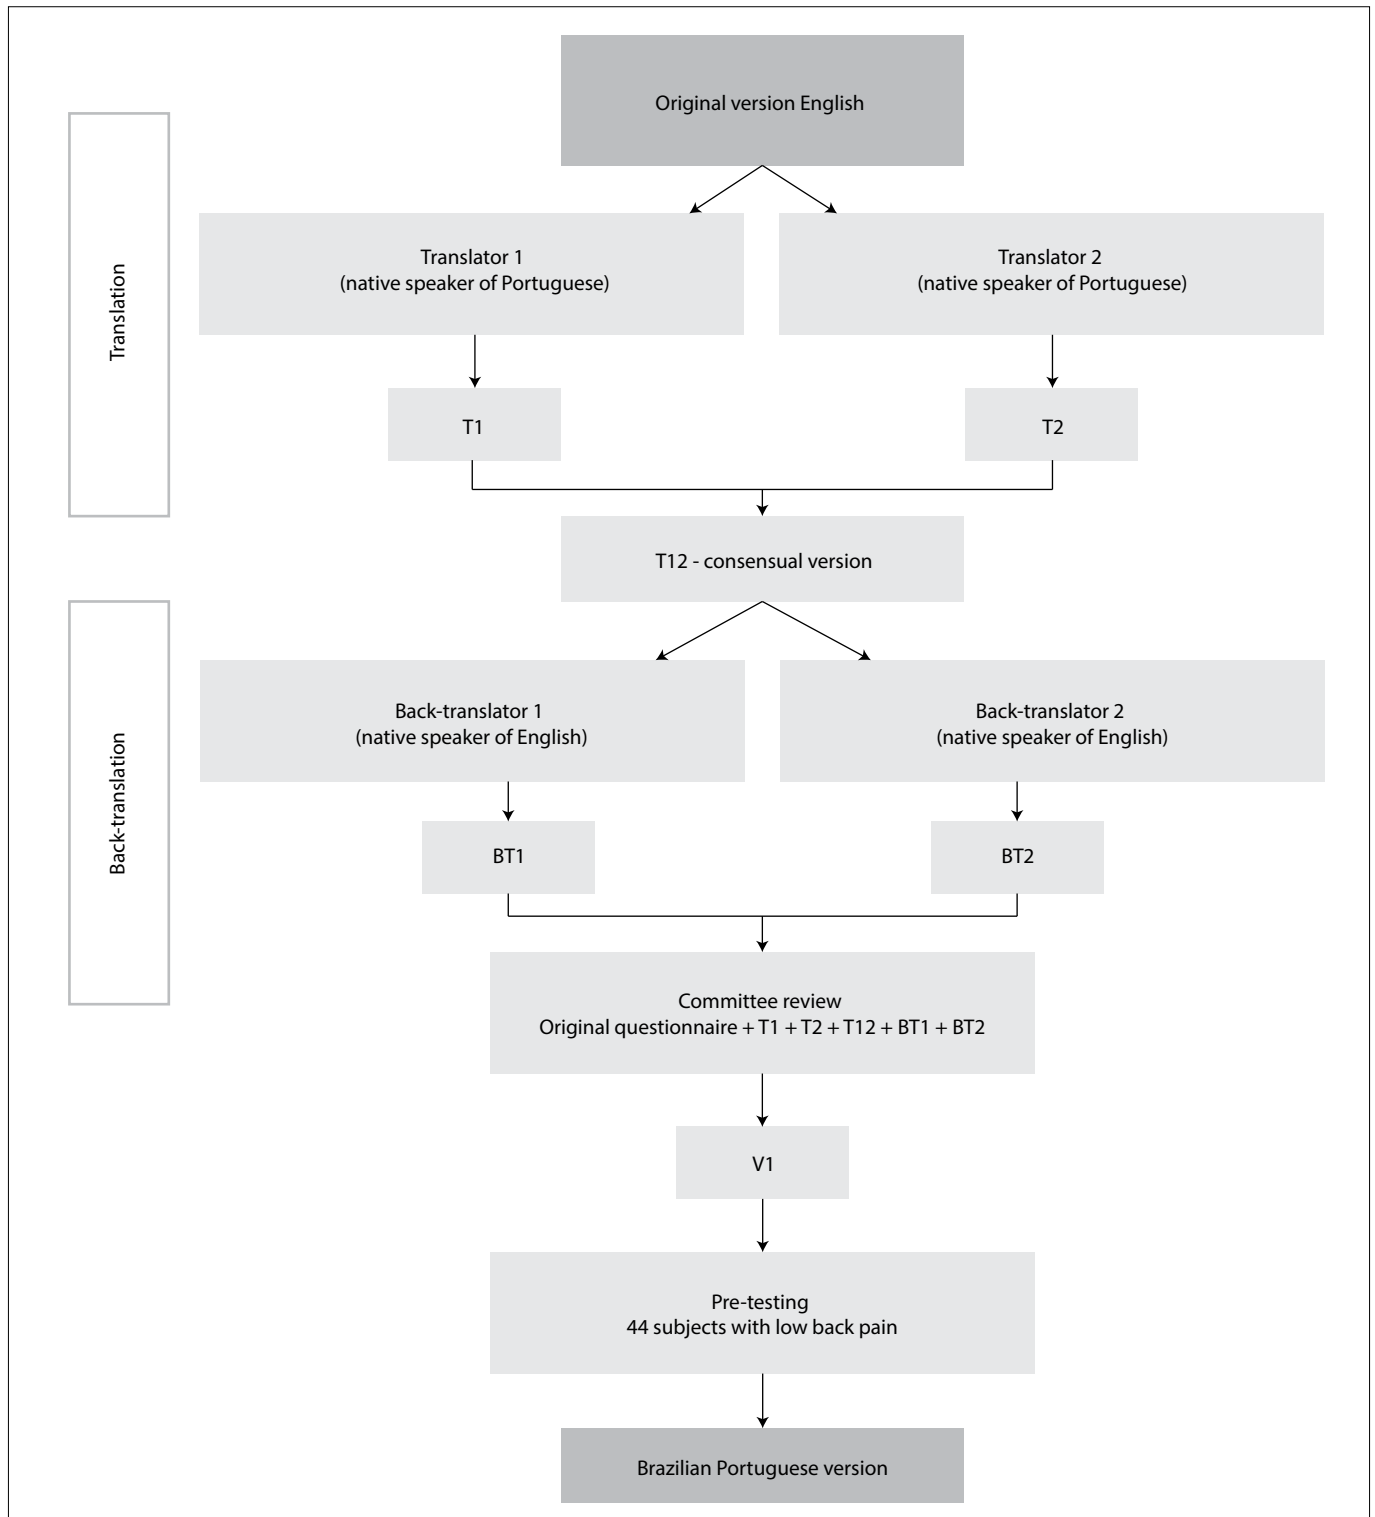 Original version English
Translation
Translator 1
(native speaker of Portuguese)
Translator 2
(native speaker of Portuguese)
T1
T2
T12 - consensual version
Back-translation
Back-translator 1
(native speaker of English)
Back-translator 2
(native speaker of English)
BT1
BT2
Committee review
Original questionnaire + T1 + T2 + T12 + BT1 + BT2
V1
Pre-testing
44 subjects with low back pain
Brazilian Portuguese version